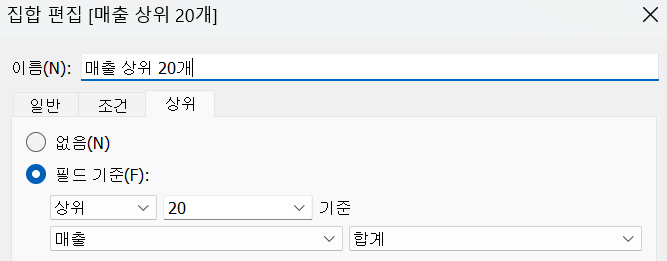 집합 편집 [매출 상위 20개]
이름(N): 매출 상위 20개
일반 조건 상위
없음(N)
필드 기준(F):
상위 20 기준
매출 합계